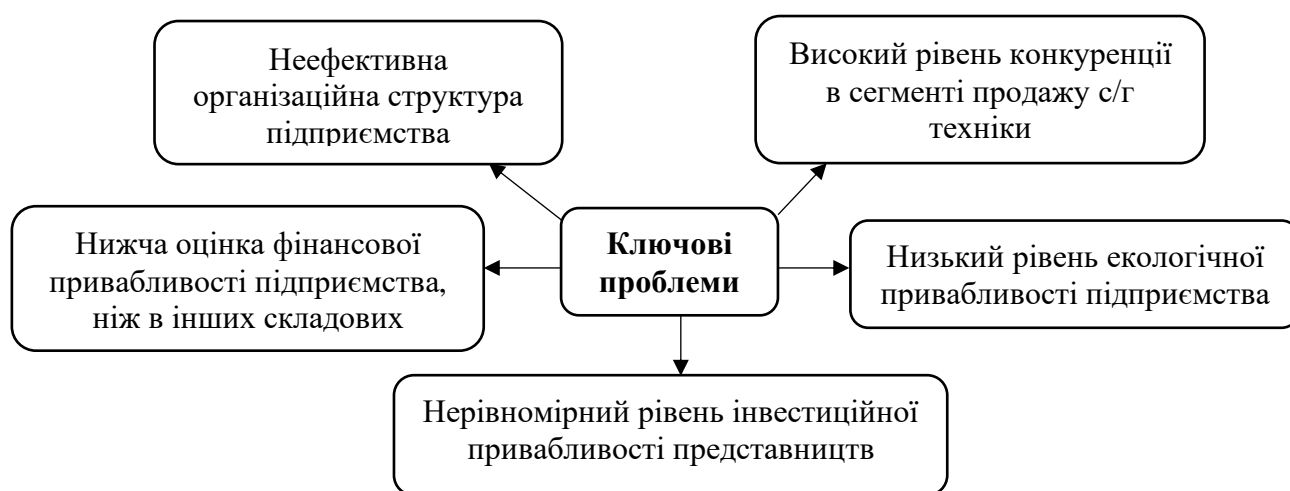 Неефективна
організаційна структура
підприємства
Високий рівень конкуренції
в сегменті продажу с/г
техніки
Нижча оцінка фінансової
привабливості підприємства,
ніж в інших складових
Ключові
проблеми
Низький рівень екологічної
привабливості підприємства
Нерівномірний рівень інвестиційної
привабливості представництв